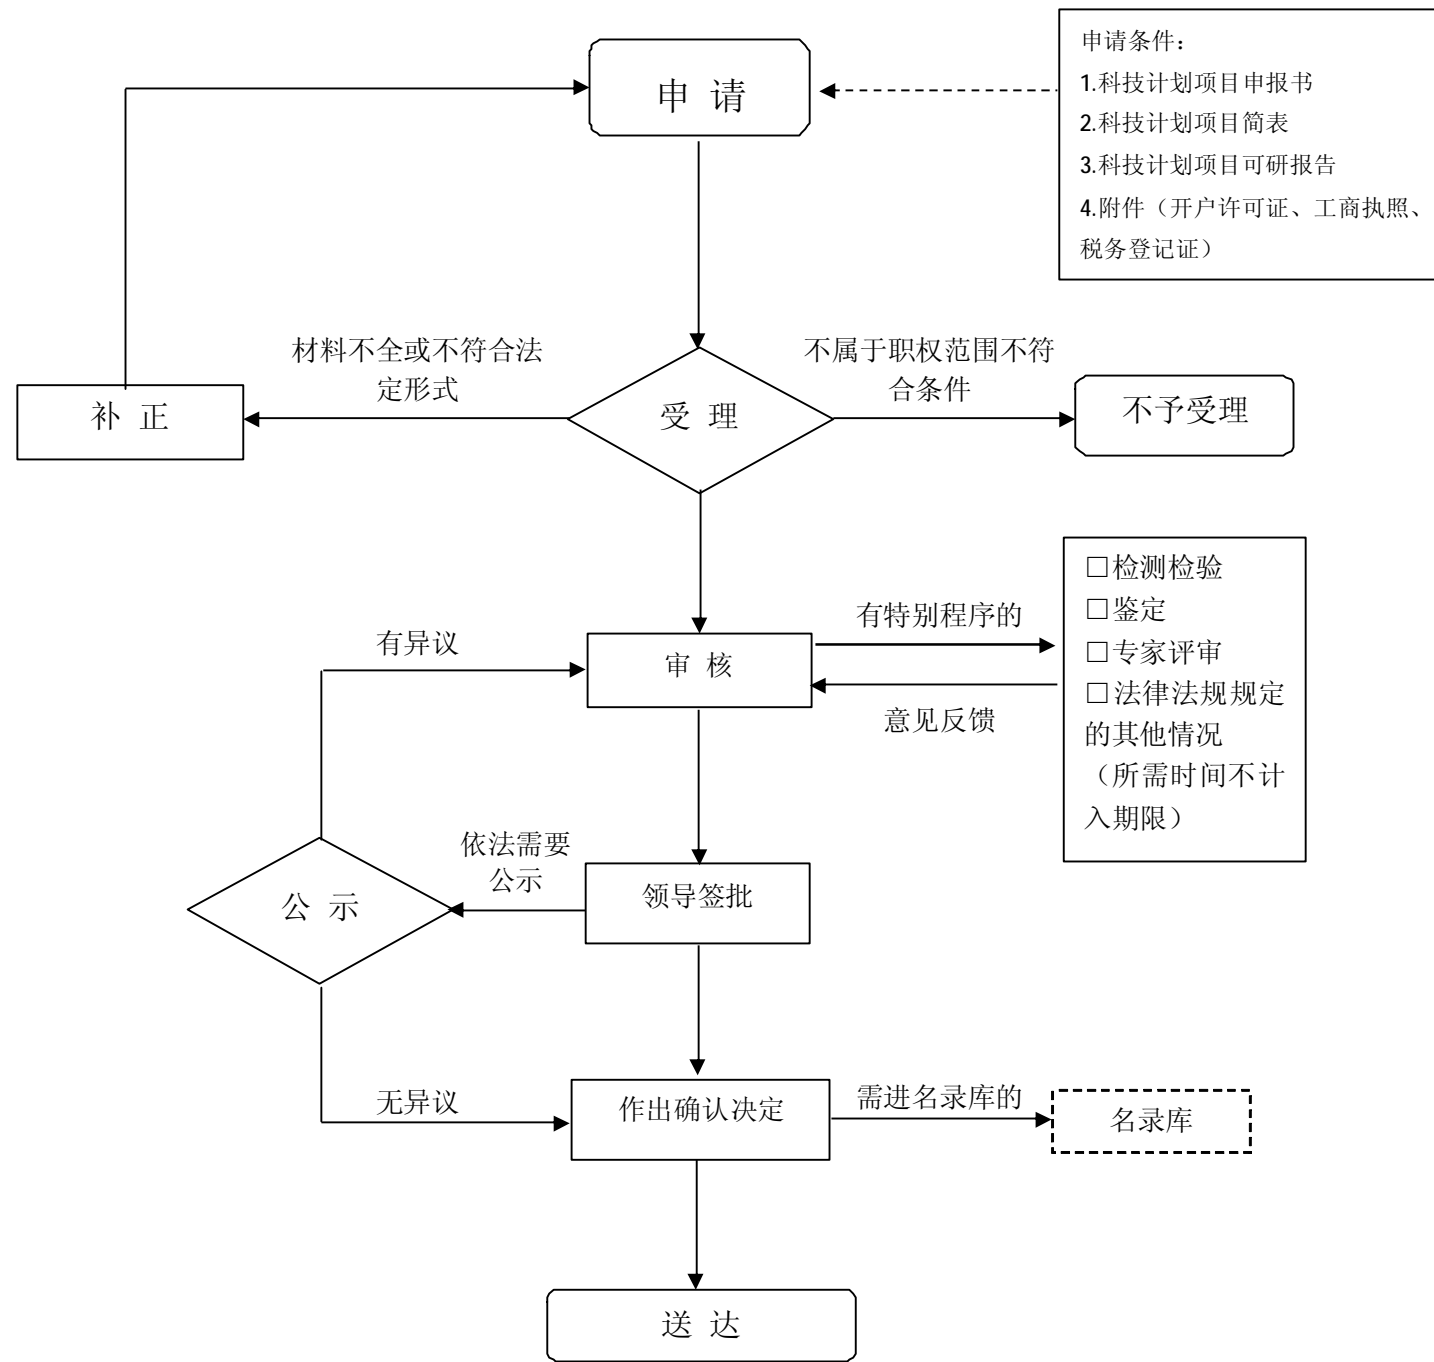 申请条件：
1.科技计划项目申报书
2.科技计划项目简表
3.科技计划项目可研报告
4.附件（开户许可证、工商执照、
税务登记证）
申 请
材料不全或不符合法
定形式
不属于职权范围不符
合条件
补 正
受 理
不予受理
□检测检验
□鉴定
□专家评审
□法律法规规定
的其他情况
（所需时间不计
入期限）
有特别程序的
有异议
审 核
意见反馈
依法需要
公示
领导签批
公 示
无异议
作出确认决定
需进名录库的
名录库
送 达